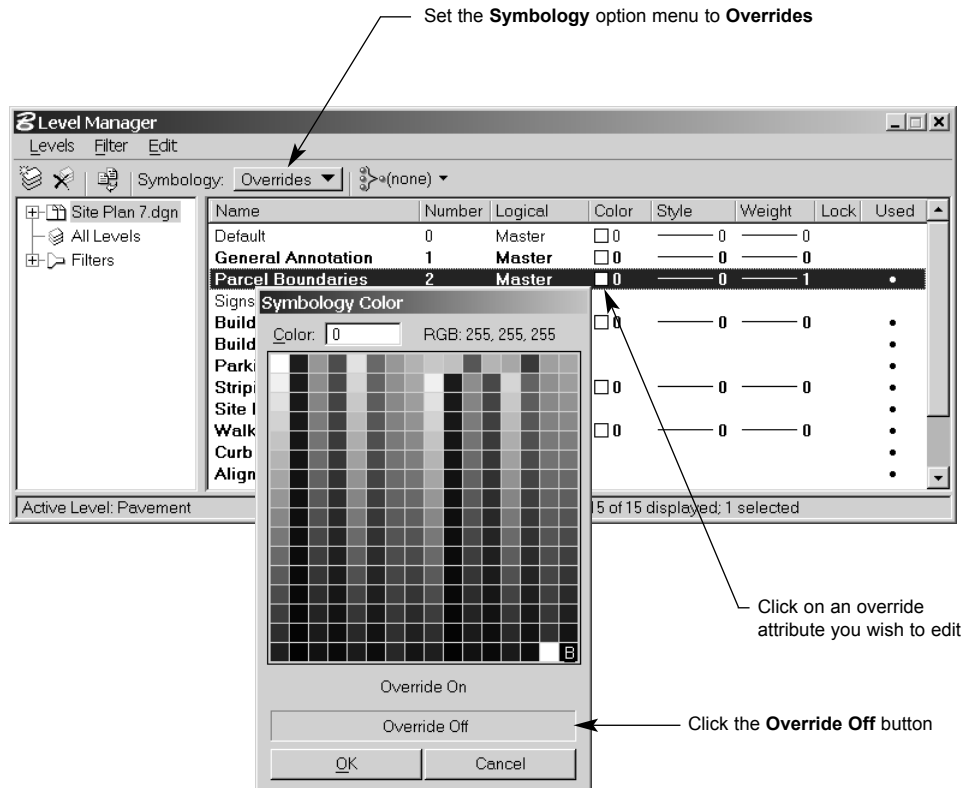 Set the Symbology option menu to Overrides
Level Manager
Levels Filter Edit
Symbology: Overrides (none)
Site Plan 7.dgn
All Levels
Filters
Name Number Logical Color Style Weight Lock Used
Default 0 Master 0 0 0
General Annotation 1 Master 0 0 0
Parcel Boundaries 2 Master 0 0 1
Signs
Build 0 0 0
Build
Parki
Stripi 0 0 0
Site
Walk 0 0 0
Curb
Align
Symbology Color
Color: 0 RGB: 255, 255, 255
B
Override On
Override Off
OK Cancel
Active Level: Pavement
15 of 15 displayed; 1 selected
Click on an override
attribute you wish to edit
Click the Override Off button